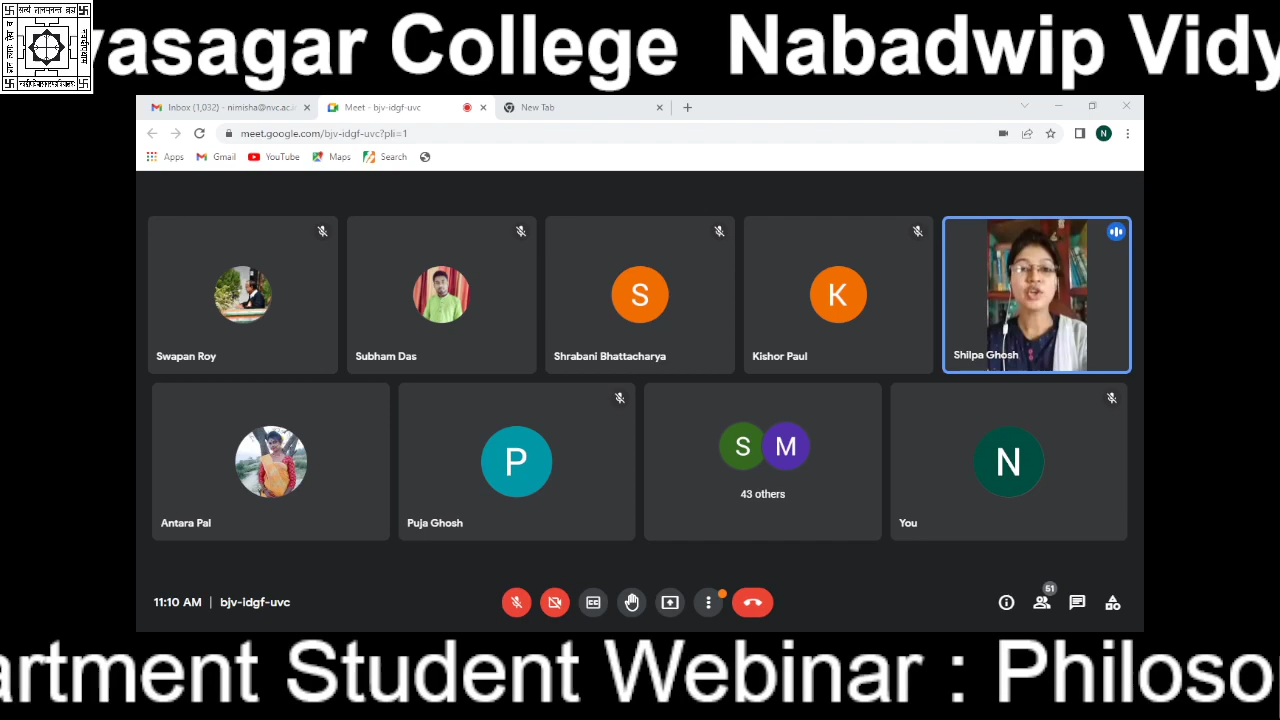 yasagar College Nabadwip Vidy
Inbox (1,032) - nimisha@nvc.ac.i
Meet - bjv-idgf-uvc
New Tab
meet.google.com/bjv-idgf-uvc?pli=1
N
Apps
Gmail
YouTube
Maps
Search
S
K
Swapan Roy
Subham Das
Shrabani Bhattacharya
Kishor Paul
Shilpa Ghosh
P
S M
N
43 others
Antara Pal
Puja Ghosh
You
11:10 AM | bjv-idgf-uvc
51
artment Student Webinar : Philoso